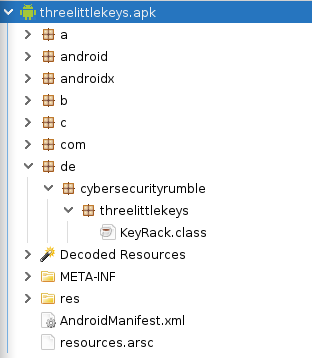 threelittlekeys.apk
a
android
androidx
b
c
com
de
cybersecurityrumble
threelittlekeys
KeyRack.class
Decoded Resources
META-INF
res
AndroidManifest.xml
resources.arsc